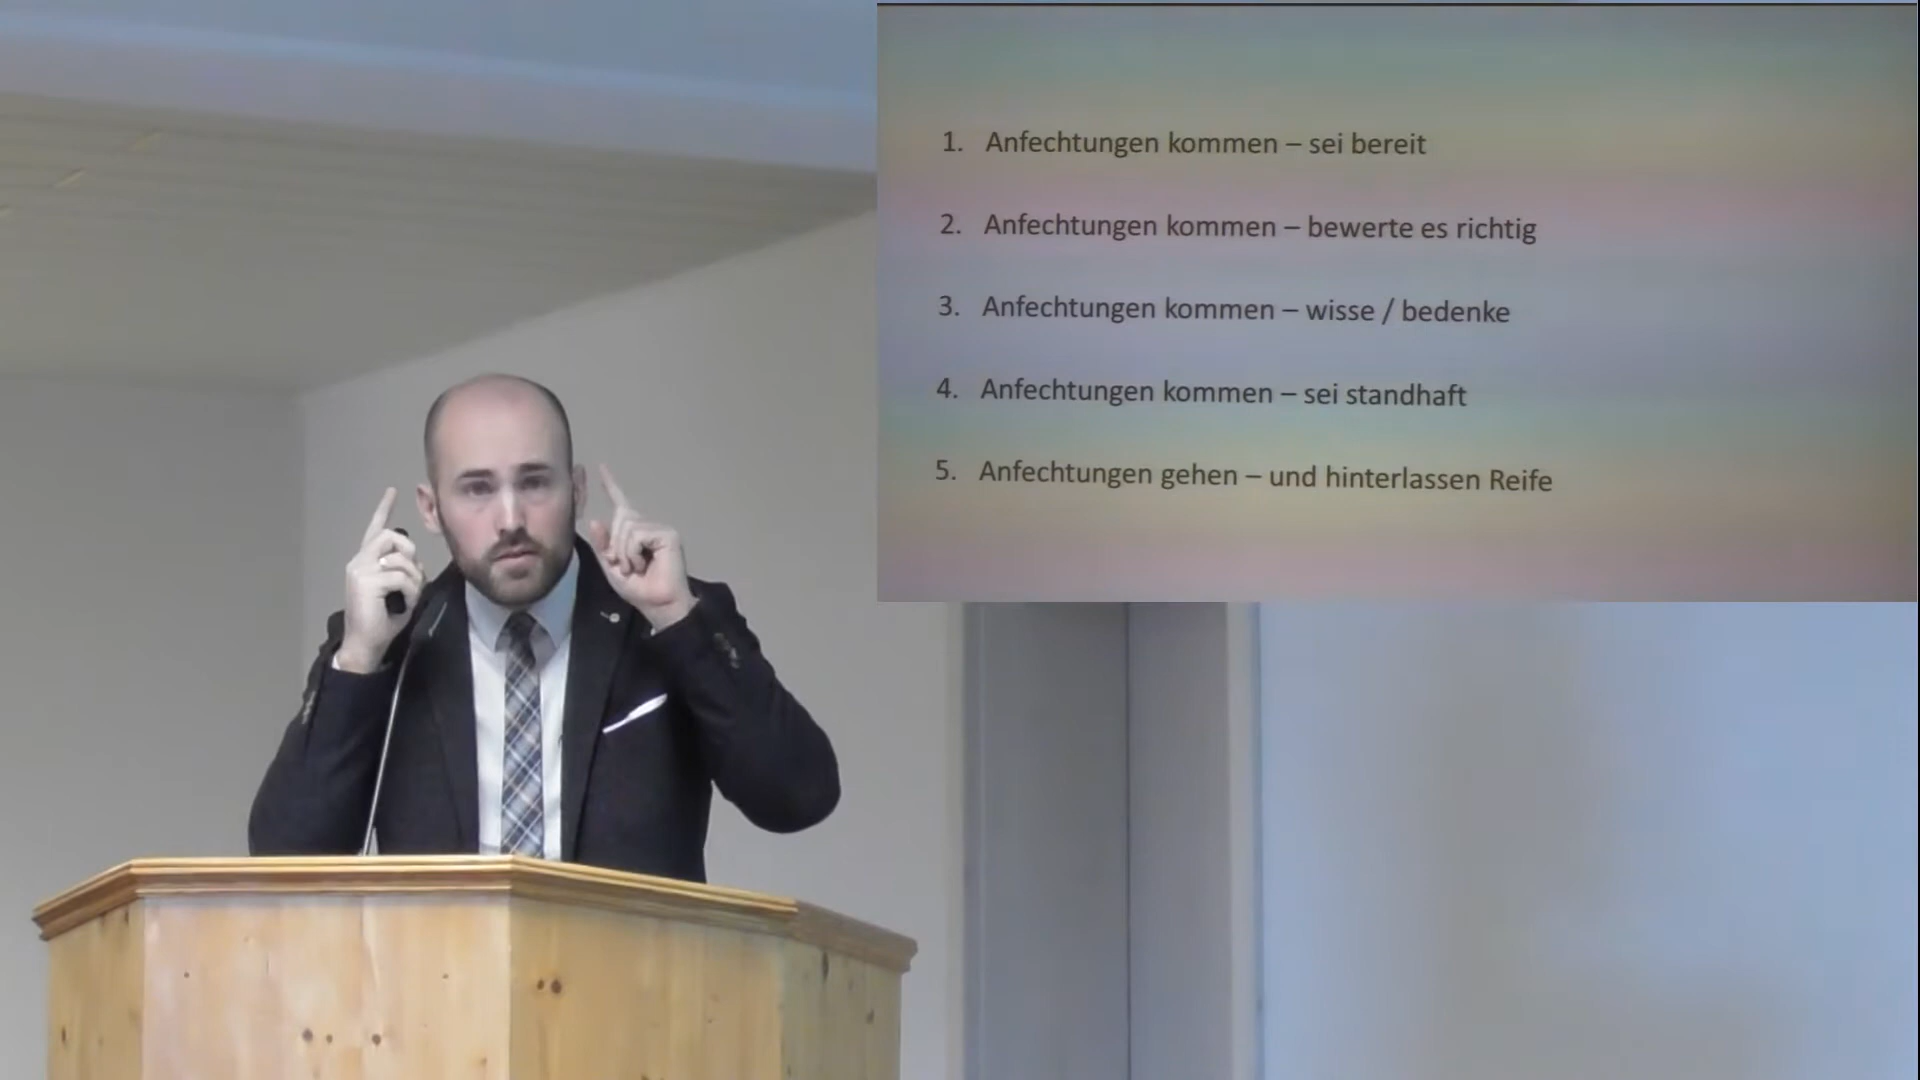 1. Anfechtungen kommen – sei bereit
2. Anfechtungen kommen – bewerte es richtig
3. Anfechtungen kommen – wisse / bedenke
4. Anfechtungen kommen – sei standhaft
5. Anfechtungen gehen – und hinterlassen Reife